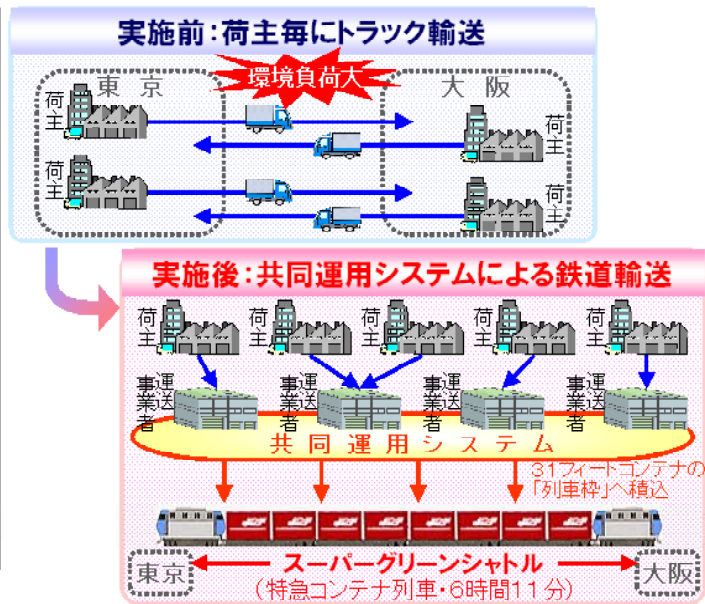 実施前:荷主毎にトラック輸送
環境負荷大
東京
大阪
荷主
荷主
荷主
荷主
実施後:共同運用システムによる鉄道輸送
荷主
荷主
荷主
荷主
荷主
運送事業者
運送事業者
運送事業者
運送事業者
共同運用システム
31フィートコンテナの
「列車枠」へ積込
スーパーグリーンシャトル
東京
大阪
(特急コンテナ列車・6時間11分)